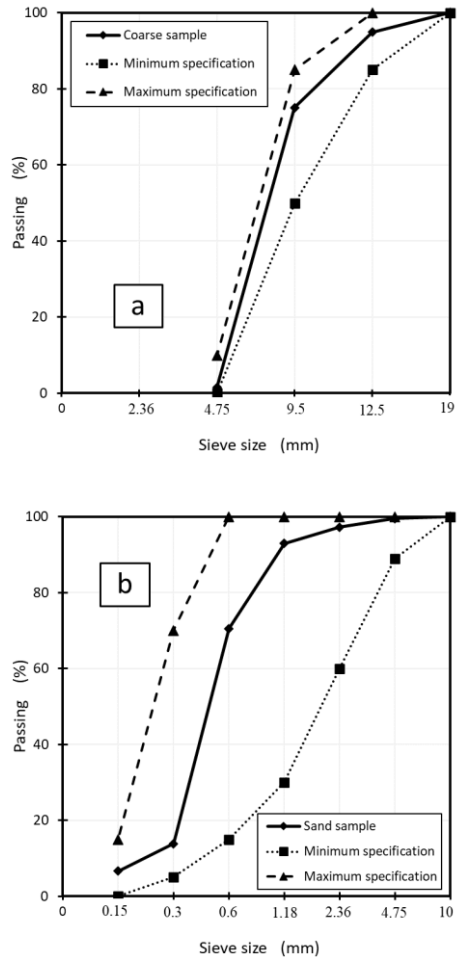 100
Coarse sample
Minimum specification
Maximum specification
80
60
Passing (%)
40
a
20
0
0 2.36 4.75 9.5 12.5 19
Sieve size (mm)
100
b
80
60
Passing (%)
40
20
Sand sample
Minimum specification
Maximum specification
0
0 0.15 0.3 0.6 1.18 2.36 4.75 10
Sieve size (mm)